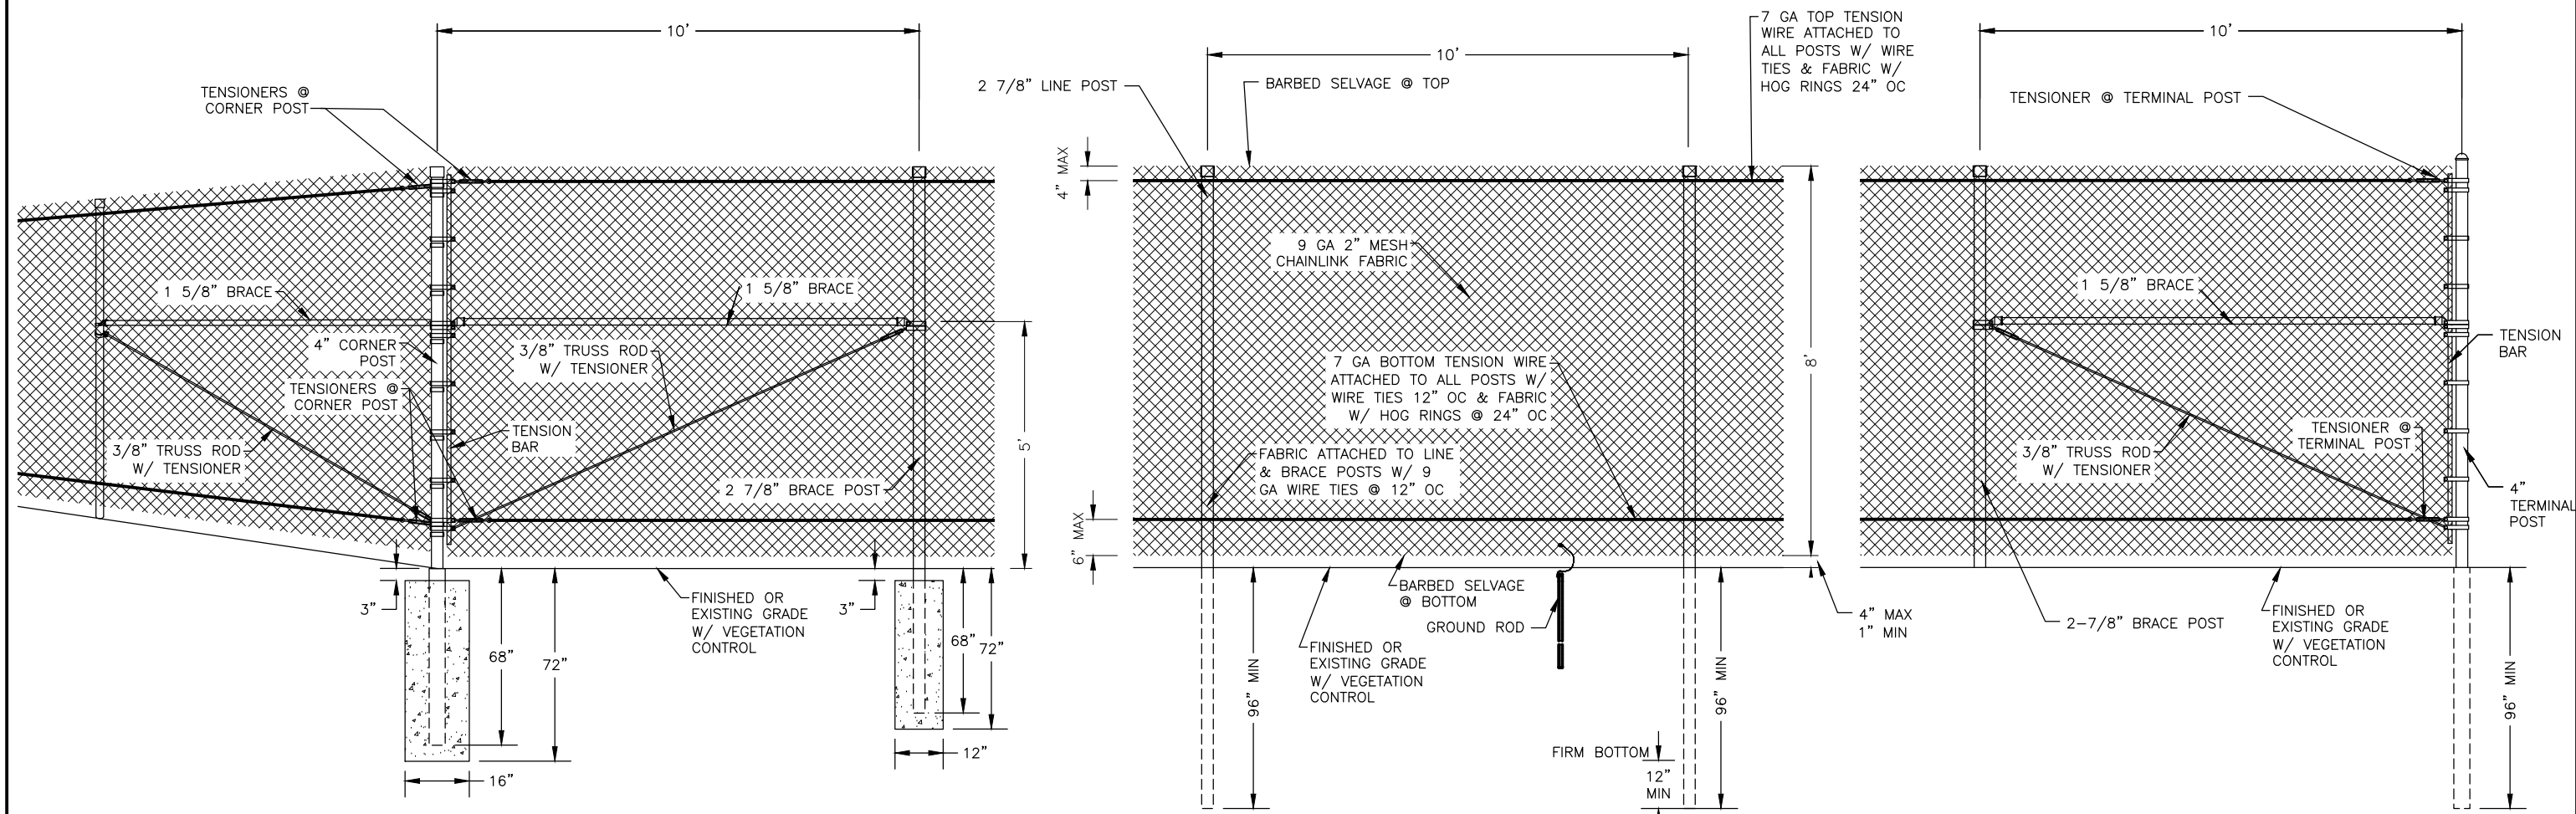 10'
TENSIONERS @
CORNER POST
1 5/8" BRACE
1 5/8" BRACE
4" CORNER
POST
3/8" TRUSS ROD
W/ TENSIONER
TENSIONERS @
CORNER POST
3/8" TRUSS ROD
W/ TENSIONER
TENSION
BAR
2 7/8" BRACE POST
5'
3"
3"
FINISHED OR
EXISTING GRADE
W/ VEGETATION
CONTROL
68"
72"
68"
72"
16"
12"
10'
2 7/8" LINE POST
BARBED SELVAGE @ TOP
7 GA TOP TENSION
WIRE ATTACHED TO
ALL POSTS W/ WIRE
TIES & FABRIC W/
HOG RINGS 24" OC
4" MAX
9 GA 2" MESH
CHAINLINK FABRIC
7 GA BOTTOM TENSION WIRE
ATTACHED TO ALL POSTS W/
WIRE TIES 12" OC & FABRIC
W/ HOG RINGS @ 24" OC
FABRIC ATTACHED TO LINE
& BRACE POSTS W/ 9
GA WIRE TIES @ 12" OC
8'
6" MAX
BARBED SELVAGE
@ BOTTOM
GROUND ROD
FINISHED OR
EXISTING GRADE
W/ VEGETATION
CONTROL
4" MAX
1" MIN
96" MIN
96" MIN
FIRM BOTTOM
12"
MIN
10'
TENSIONER @ TERMINAL POST
1 5/8" BRACE
TENSION
BAR
TENSIONER @
TERMINAL POST
3/8" TRUSS ROD
W/ TENSIONER
4"
TERMINAL
POST
2-7/8" BRACE POST
FINISHED OR
EXISTING GRADE
W/ VEGETATION
CONTROL
96" MIN